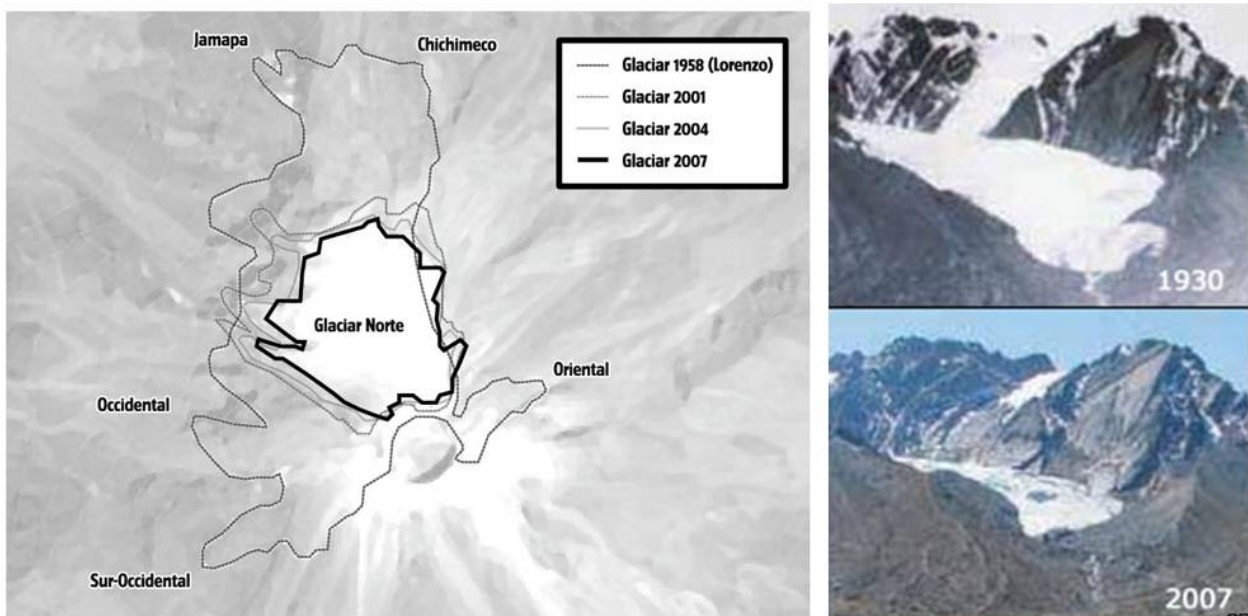 Jamapa
Chichimeco
Glaciar 1958 (Lorenzo)
Glaciar 2001
Glaciar 2004
Glaciar 2007
Glaciar Norte
Oriental
Occidental
Sur-Occidental
1930
2007